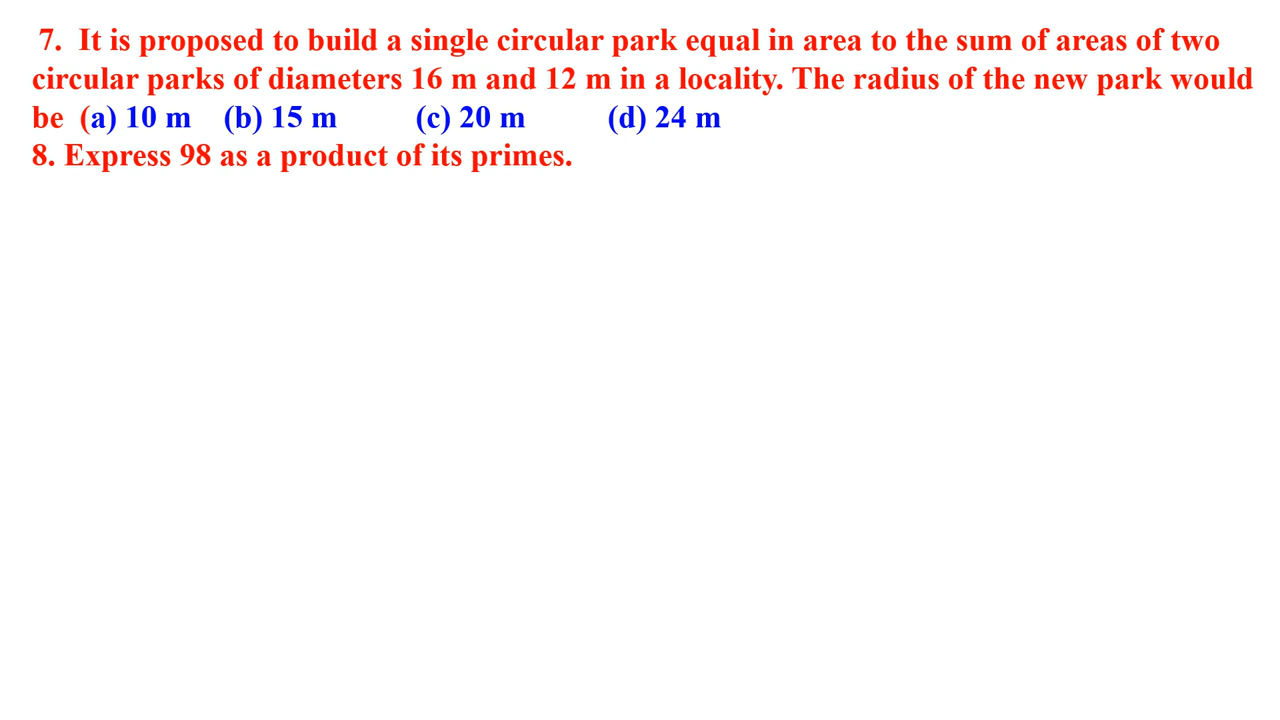 7. It is proposed to build a single circular park equal in area to the sum of areas of two
circular parks of diameters 16 m and 12 m in a locality. The radius of the new park would
be (a) 10 m (b) 15 m (c) 20 m (d) 24 m
8. Express 98 as a product of its primes.